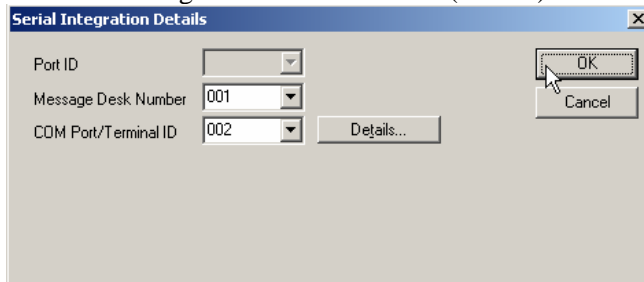 Serial Integration Details
Port ID
OK
Message Desk Number 001
Cancel
COM Port/Terminal ID 002 Details...